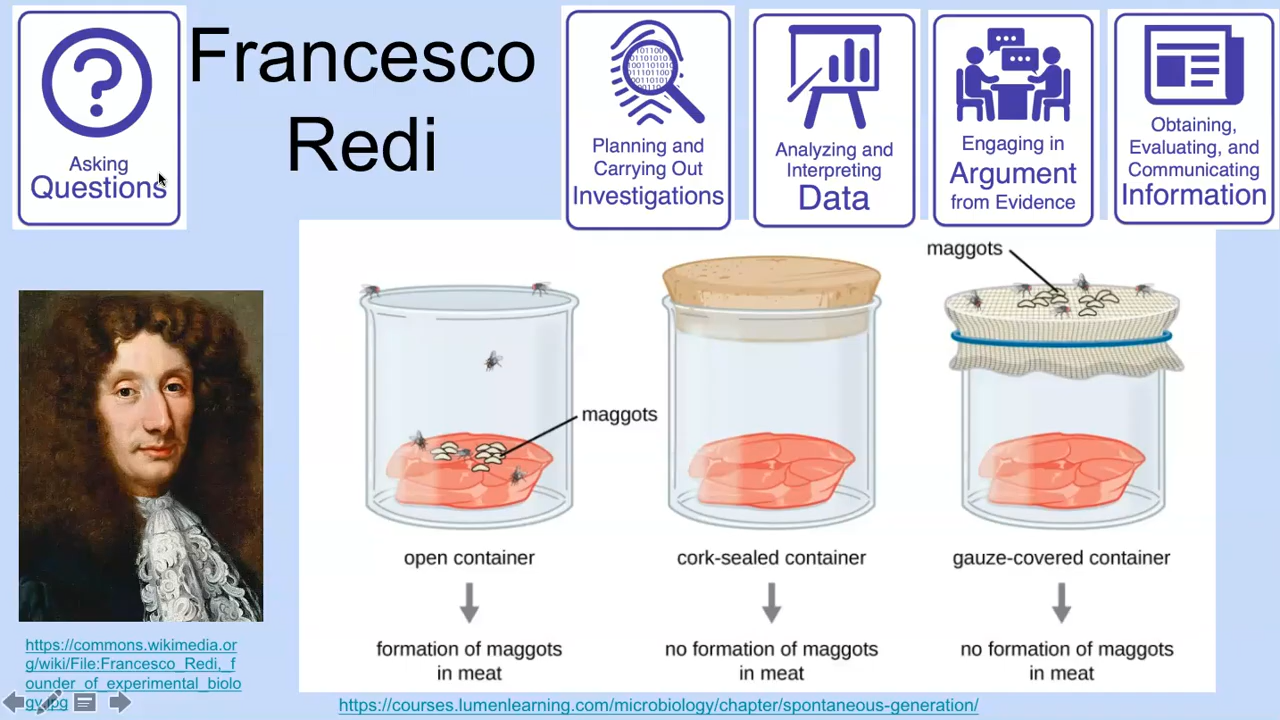 Asking
Questions
Francesco
Redi
Planning and
Carrying Out
Investigations
Analyzing and
Interpreting
Data
Engaging in
Argument
from Evidence
Obtaining,
Evaluating, and
Communicating
Information
maggots
maggots
open container
cork-sealed container
gauze-covered container
formation of maggots
in meat
no formation of maggots
in meat
no formation of maggots
in meat
https://commons.wikimedia.or
g/wiki/File:Francesco_Redi,_f
ounder_of_experimental_biolo
gy.jpg
https://courses.lumenlearning.com/microbiology/chapter/spontaneous-generation/